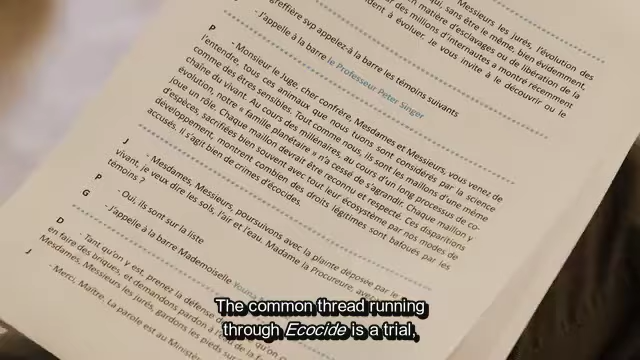 Messieurs les jurés, l'évolution des
qui, sans être le même, bien évidemment,
en matière d'esclavages ou de libération de la
des millions d'internautes a montré récemment
à évoluer. Je vous invite à le découvrir ou le
greffière svp appelez-à la barre les témoins suivants
- J'appelle à la barre le Professeur Peter Singer
P - Monsieur le Juge, cher confrère, Mesdames et Messieurs, vous venez de
l'entendre, tous ces animaux que nous tuons sont considérés par la science
comme des êtres sensibles. Tout comme nous, ils sont les maillons d'une même
chaîne du vivant. Au cours des millénaires, au cours d'un long processus de co-
évolution, notre « famille planétaire » n'a cessé de s'agrandir. Chaque maillon y
joue un rôle. Chaque maillon devrait être reconnu et respecté. Ces disparitions
d'espèces, sacrifiées bien souvent avec tout leur écosystème par nos modes de
développement, montrent combien des droits légitimes sont bafoués par les
accusés. Il s'agit bien de crimes d'écocides.
J - Mesdames, Messieurs, poursuivons avec la plainte déposée par le
vivant, je veux dire les sols, l'air et l'eau. Madame la Procureure, avez
témoins ?
P - Oui, ils sont sur la liste
G - J'appelle à la barre Mademoiselle
D - Tant qu'on y est, prenez la défense
en faire des briques, et demandons pardon à l'eau de la
Mesdames, Messieurs les jurés, gardons les pieds sur
J - Merci, Maître. La parole est au Ministè
The common thread running
through Ecocide is a trial,